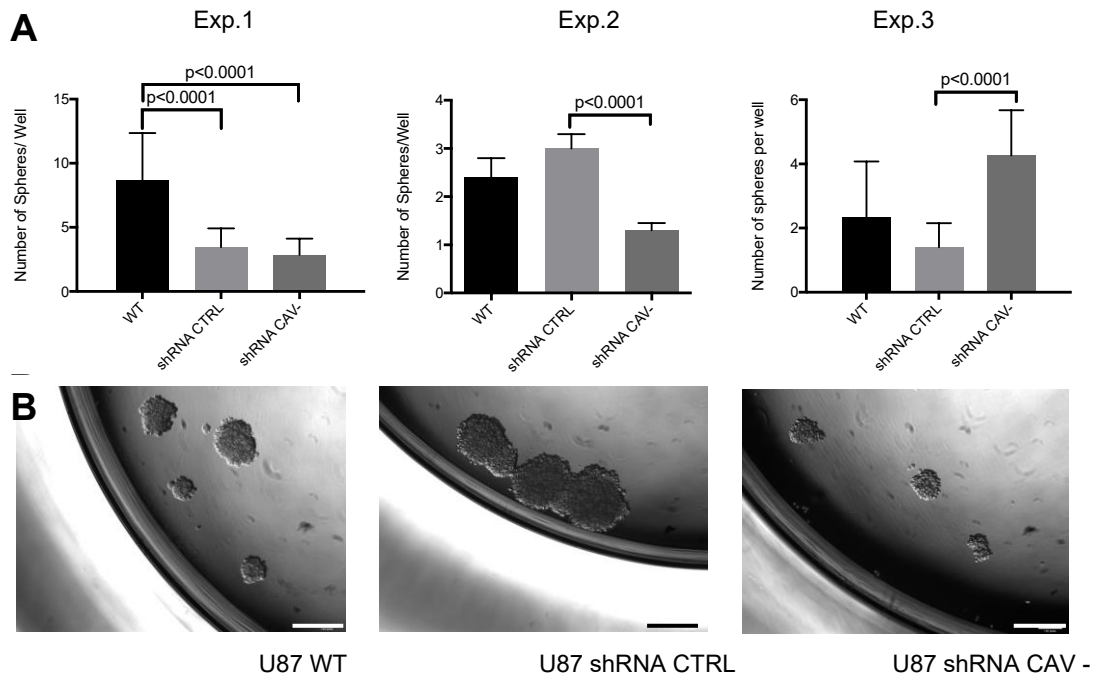 A
Exp.1
Exp.2
Exp.3
p<0.0001
p<0.0001
Number of Spheres/ Well
15
10
5
0
WT
shRNA CTRL
shRNA CAV-
p<0.0001
Number of Spheres/Well
4
3
2
1
0
WT
shRNA CTRL
shRNA CAV-
p<0.0001
Number of spheres per well
6
4
2
0
WT
shRNA CTRL
shRNA CAV-
B
U87 WT
U87 shRNA CTRL
U87 shRNA CAV -